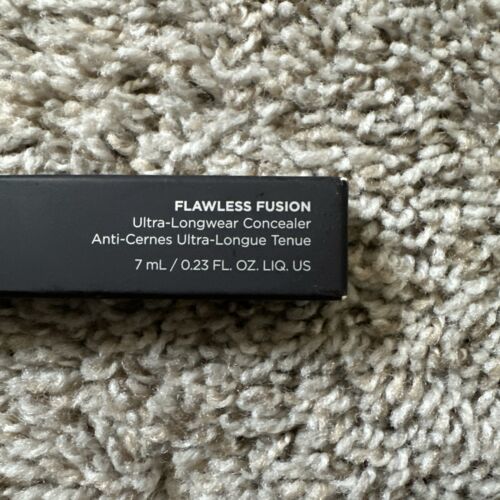 FLAWLESS FUSION
Ultra-Longwear Concealer
Anti-Cernes Ultra-Longue Tenue
7 mL / 0.23 FL. OZ. LIQ. US